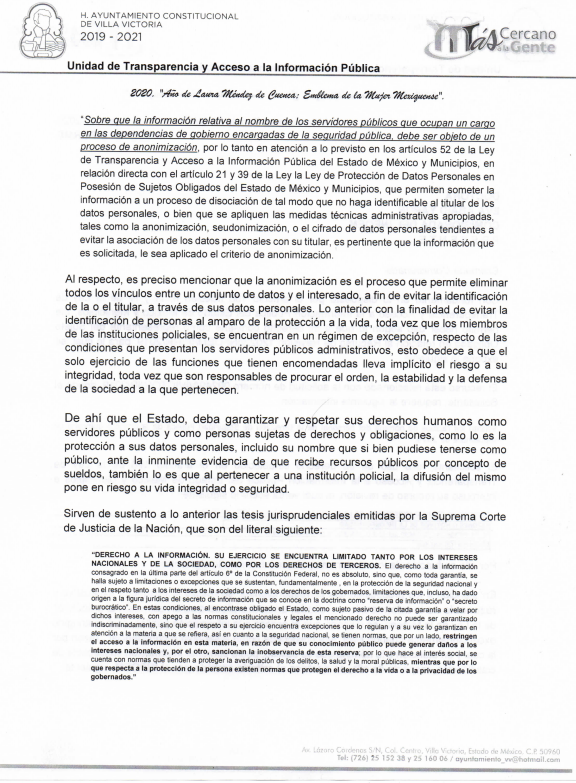 H. AYUNTAMIENTO CONSTITUCIONAL
DE VILLA VICTORIA
2019 - 2021
Más Cercano
a la Gente
Unidad de Transparencia y Acceso a la Información Pública
2020. "Año de Laura Méndez de Cuenca; Emblema de la Mujer Mexiquense".
"Sobre que la información relativa al nombre de los servidores públicos que ocupan un cargo
en las dependencias de gobierno encargadas de la seguridad pública, debe ser objeto de un
proceso de anonimización, por lo tanto en atención a lo previsto en los artículos 52 de la Ley
de Transparencia y Acceso a la Información Pública del Estado de México y Municipios, en
relación directa con el artículo 21 y 39 de la Ley la Ley de Protección de Datos Personales en
Posesión de Sujetos Obligados del Estado de México y Municipios, que permiten someter la
información a un proceso de disociación de tal modo que no haga identificable al titular de los
datos personales, o bien que se apliquen las medidas técnicas administrativas apropiadas,
tales como la anonimización, seudonimización, o el cifrado de datos personales tendientes a
evitar la asociación de los datos personales con su titular, es pertinente que la información que
es solicitada, le sea aplicado el criterio de anonimización.
Al respecto, es preciso mencionar que la anonimización es el proceso que permite eliminar
todos los vínculos entre un conjunto de datos y el interesado, a fin de evitar la identificación
de la o el titular, a través de sus datos personales. Lo anterior con la finalidad de evitar la
identificación de personas al amparo de la protección a la vida, toda vez que los miembros
de las instituciones policiales, se encuentran en un régimen de excepción, respecto de las
condiciones que presentan los servidores públicos administrativos, esto obedece a que el
solo ejercicio de las funciones que tienen encomendadas lleva implícito el riesgo a su
integridad, toda vez que son responsables de procurar el orden, la estabilidad y la defensa
de la sociedad a la que pertenecen.
De ahí que el Estado, deba garantizar y respetar sus derechos humanos como
servidores públicos y como personas sujetas de derechos y obligaciones, como lo es la
protección a sus datos personales, incluido su nombre que si bien pudiese tenerse como
público, ante la inminente evidencia de que recibe recursos públicos por concepto de
sueldos, también lo es que al pertenecer a una institución policial, la difusión del mismo
pone en riesgo su vida integridad o seguridad.
Sirven de sustento a lo anterior las tesis jurisprudenciales emitidas por la Suprema Corte
de Justicia de la Nación, que son del literal siguiente:
"DERECHO A LA INFORMACIÓN. SU EJERCICIO SE ENCUENTRA LIMITADO TANTO POR LOS INTERESES
NACIONALES Y DE LA SOCIEDAD, COMO POR LOS DERECHOS DE TERCEROS. El derecho a la información
consagrado en la última parte del artículo 6º de la Constitución Federal, no es absoluto, sino que, como toda garantía, se
halla sujeto a limitaciones o excepciones que se sustentan, fundamentalmente , en la protección de la seguridad nacional y
en el respeto tanto a los intereses de la sociedad como a los derechos de los gobernados, limitaciones que, incluso, ha dado
origen a la figura jurídica del secreto de información que se conoce en la doctrina como "reserva de información" o "secreto
burocrático". En estas condiciones, al encontrase obligado el Estado, como sujeto pasivo de la citada garantía a velar por
dichos intereses, con apego a las normas constitucionales y legales el mencionado derecho no puede ser garantizado
indiscriminadamente, sino que el respeto a su ejercicio encuentra excepciones que lo regulan y a su vez lo garantizan en
atención a la materia a que se refiera, así en cuanto a la seguridad nacional, se tienen normas, que por un lado, restringen
el acceso a la información en esta materia, en razón de que su conocimiento público puede generar daños a los
intereses nacionales y, por el otro, sancionan la inobservancia de esta reserva; por lo que hace al interés social, se
cuenta con normas que tienden a proteger la averiguación de los delitos, la salud y la moral públicas, mientras que por lo
que respecta a la protección de la persona existen normas que protegen el derecho a la vida o a la privacidad de los
gobernados."
Av. Lázaro Cárdenas S/N, Col. Centro, Villa Victoria, Estado de México. C.P. 50960
Tel: (726) 25 152 38 y 25 160 06 / ayuntamiento_vv@hotmail.com